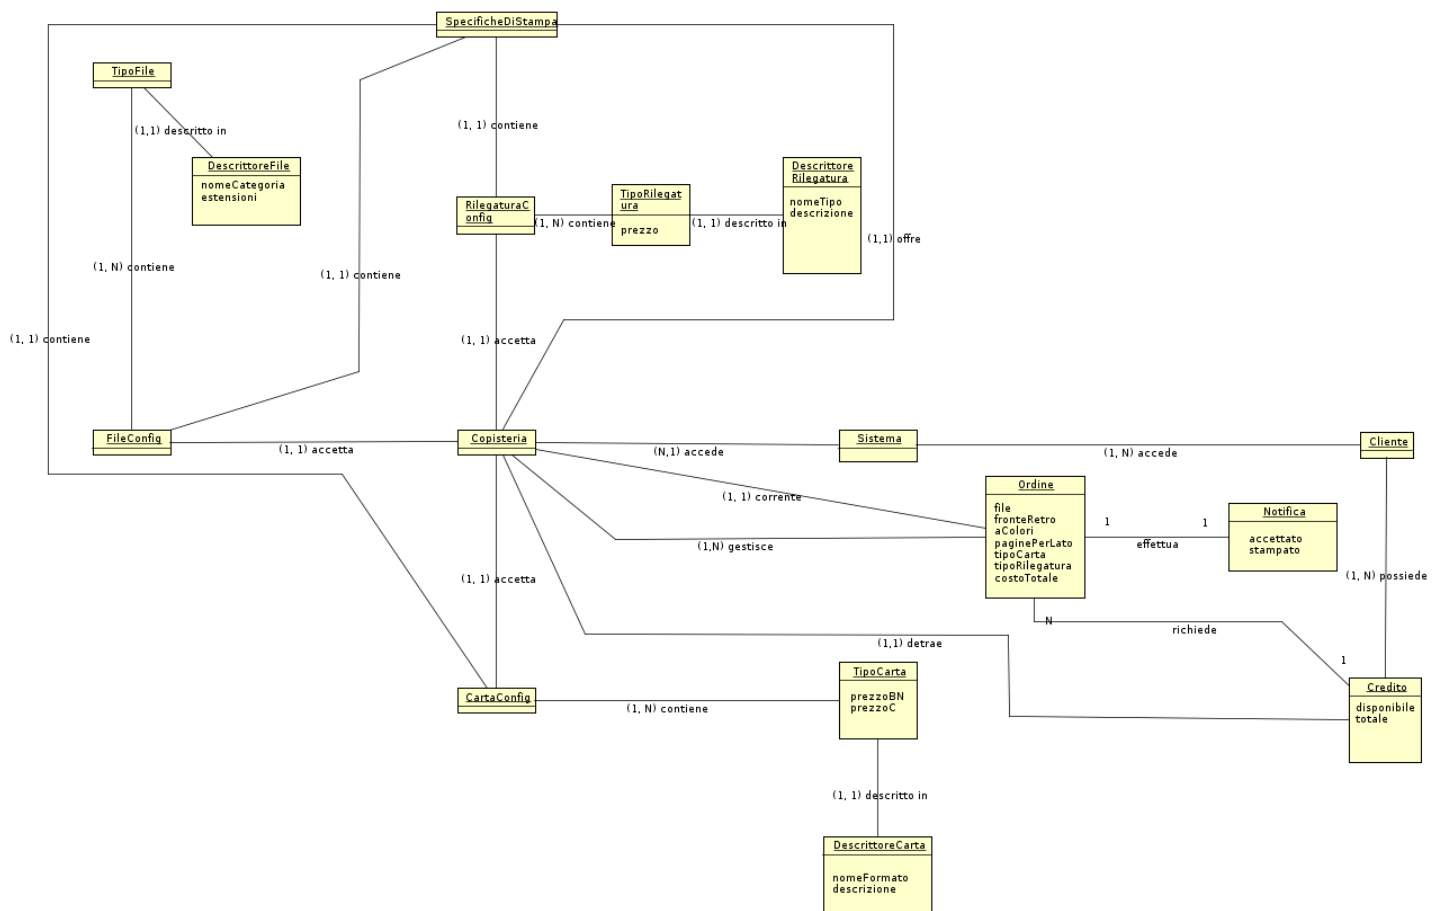 SpecificheDiStampa
TipoFile
(1, 1) contiene
(1,1) descritto in
DescrittoreFile
nomeCategoria
estensioni
Descrittore
Rilegatura
nomeTipo
descrizione
TipoRilegat
ura
prezzo
RilegaturaC
onfig
(1, N) contiene
(1, 1) descritto in
(1,1) offre
(1, N) contiene
(1, 1) contiene
(1, 1) contiene
(1, 1) accetta
FileConfig
(1, 1) accetta
Copisteria
(N,1) accede
Sistema
(1, N) accede
Cliente
(1, 1) corrente
Ordine
file
fronteRetro
aColori
paginePerLato
tipoCarta
tipoRilegatura
costoTotale
1
1
effettua
Notifica
accettato
stampato
(1,N) gestisce
(1, 1) accetta
(1, N) possiede
N
richiede
1
(1,1) detrae
TipoCarta
prezzoBN
prezzoC
CartaConfig
(1, N) contiene
Credito
disponibile
totale
(1, 1) descritto in
DescrittoreCarta
nomeFormato
descrizione